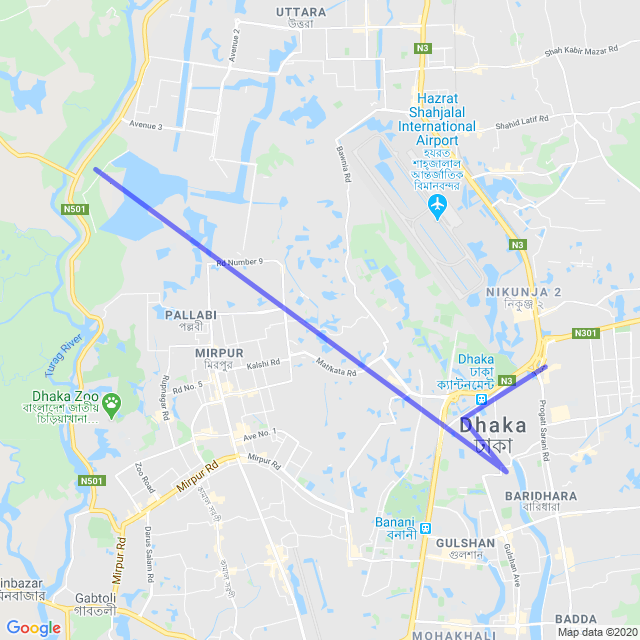 UTTARA
উত্তরা
N3
Shah Kabir Mazar Rd
Avenue 2
Hazrat
Shahjalal
International
Airport
হযরত
শাহজালাল
আন্তর্জাতিক
বিমানবন্দর
Avenue 3
Shahid Latif Rd
Bawnia Rd
N501
N3
Rd Number 9
NIKUNJA 2
নিকুঞ্জ ২
PALLABI
পল্লবী
N301
Turag River
MIRPUR
মিরপুর
Kalshi Rd
Matikata Rd
Dhaka
ঢাকা
ক্যান্টনমেন্ট
N3
Rd No. 5
Rupnagar Rd
Dhaka Zoo
বাংলাদেশ জাতীয়
চিড়িয়াখানা...
Progati Sarani Rd
Dhaka
ঢাকা
Ave No. 1
Mirpur Rd
Mirpur Rd
Zoo Road
N501
BARIDHARA
বারিধারা
Banani
বনানী
GULSHAN
গুলশান
Gulshan Ave
Darus Salam Rd
Mirpur Rd
inbazar
মিনবাজার
Gabtoli
গাবতলী
BADDA
বাড্ডা
MOHAKHALI
Google
Map data ©2020